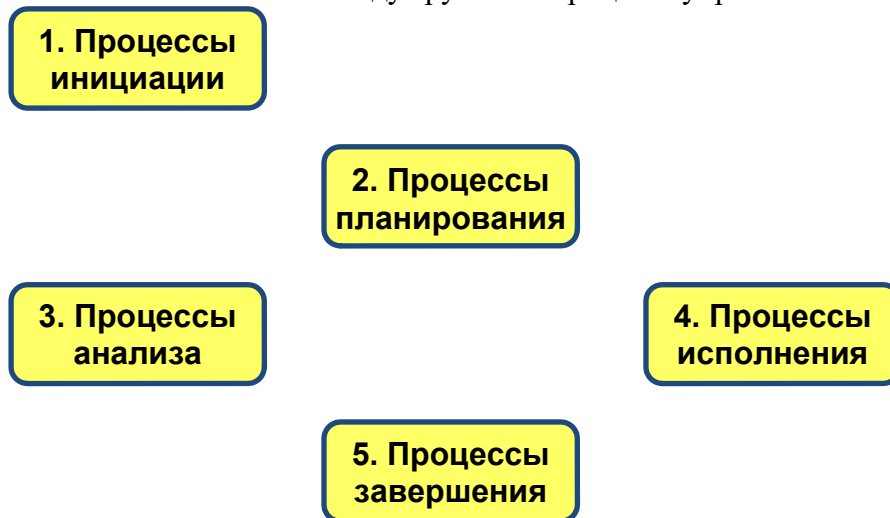 1. Процессы
инициации
2. Процессы
планирования
3. Процессы
анализа
4. Процессы
исполнения
5. Процессы
завершения